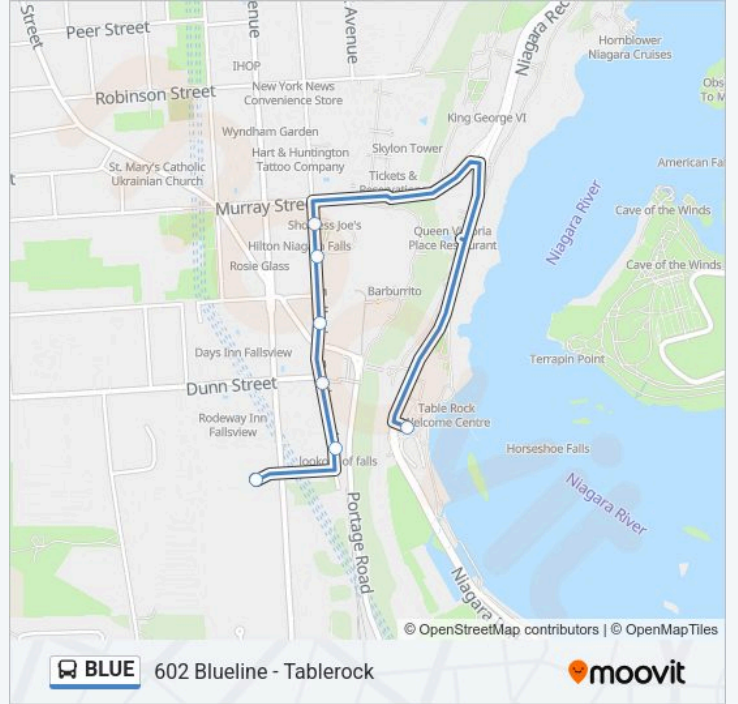 Street
Peer Street
enue
Avenue
Niagara Rec
Hornblower
Niagara Cruises
IHOP
Robinson Street
New York News
Convenience Store
Obs
To M
King George VI
Wyndham Garden
Hart & Huntington
Tattoo Company
Skylon Tower
American Fa
St. Mary's Catholic
Ukrainian Church
Tickets &
t
Murray Stree
Niagara River
Cave of the Winds
Hilton Niagara Falls
Queen Victoria
Place Restaurant
Rosie Glass
Cave of the Winds
Barburrito
Days Inn Fallsview
Terrapin Point
Dunn Street
Rodeway Inn
Fallsview
Table Rock
Welcome Centre
Horseshoe Falls
of falls
Niagara River
Portage Road
Niagara
© OpenStreetMap contributors | © OpenMapTiles
BLUE 602 Blueline - Tablerock
moovit